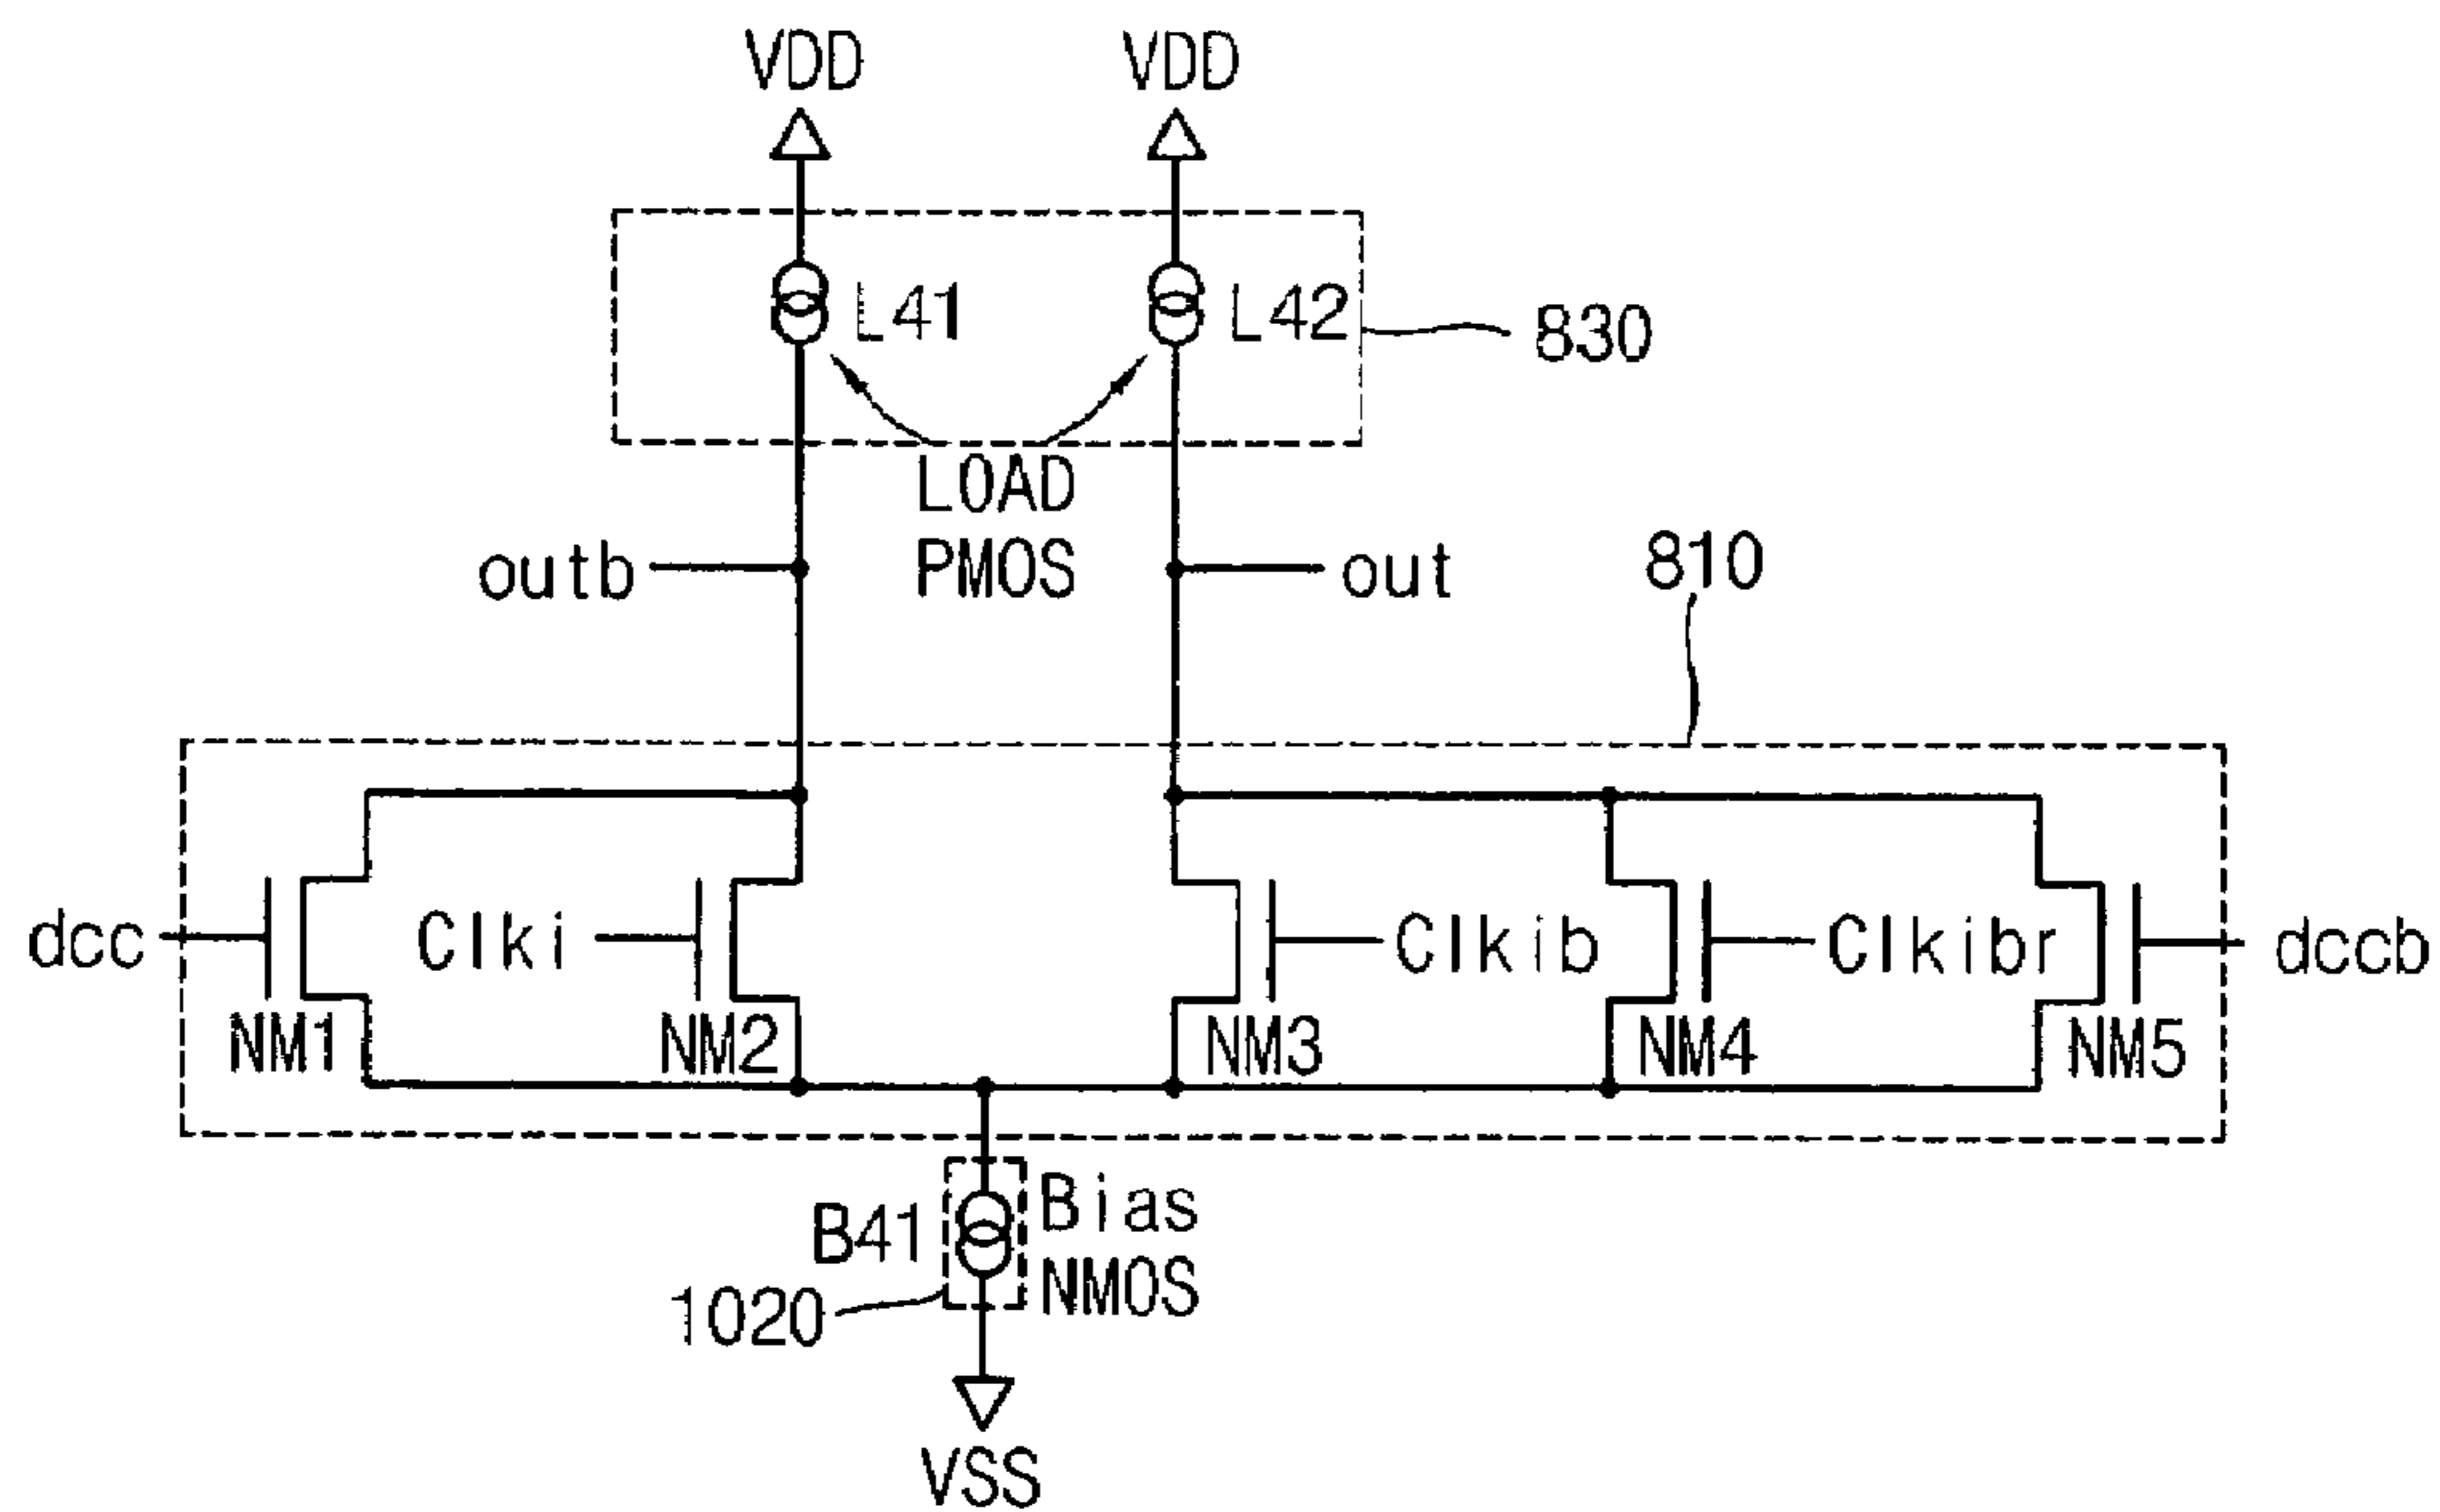 VDD VDD
L41 L42 830
LOAD
PMOS
outb out 810
dcc Clki Clkib Clkibr dccb
NM1 NM2 NM3 NM4 NM5
B41 Bias
NMOS
1020
VSS